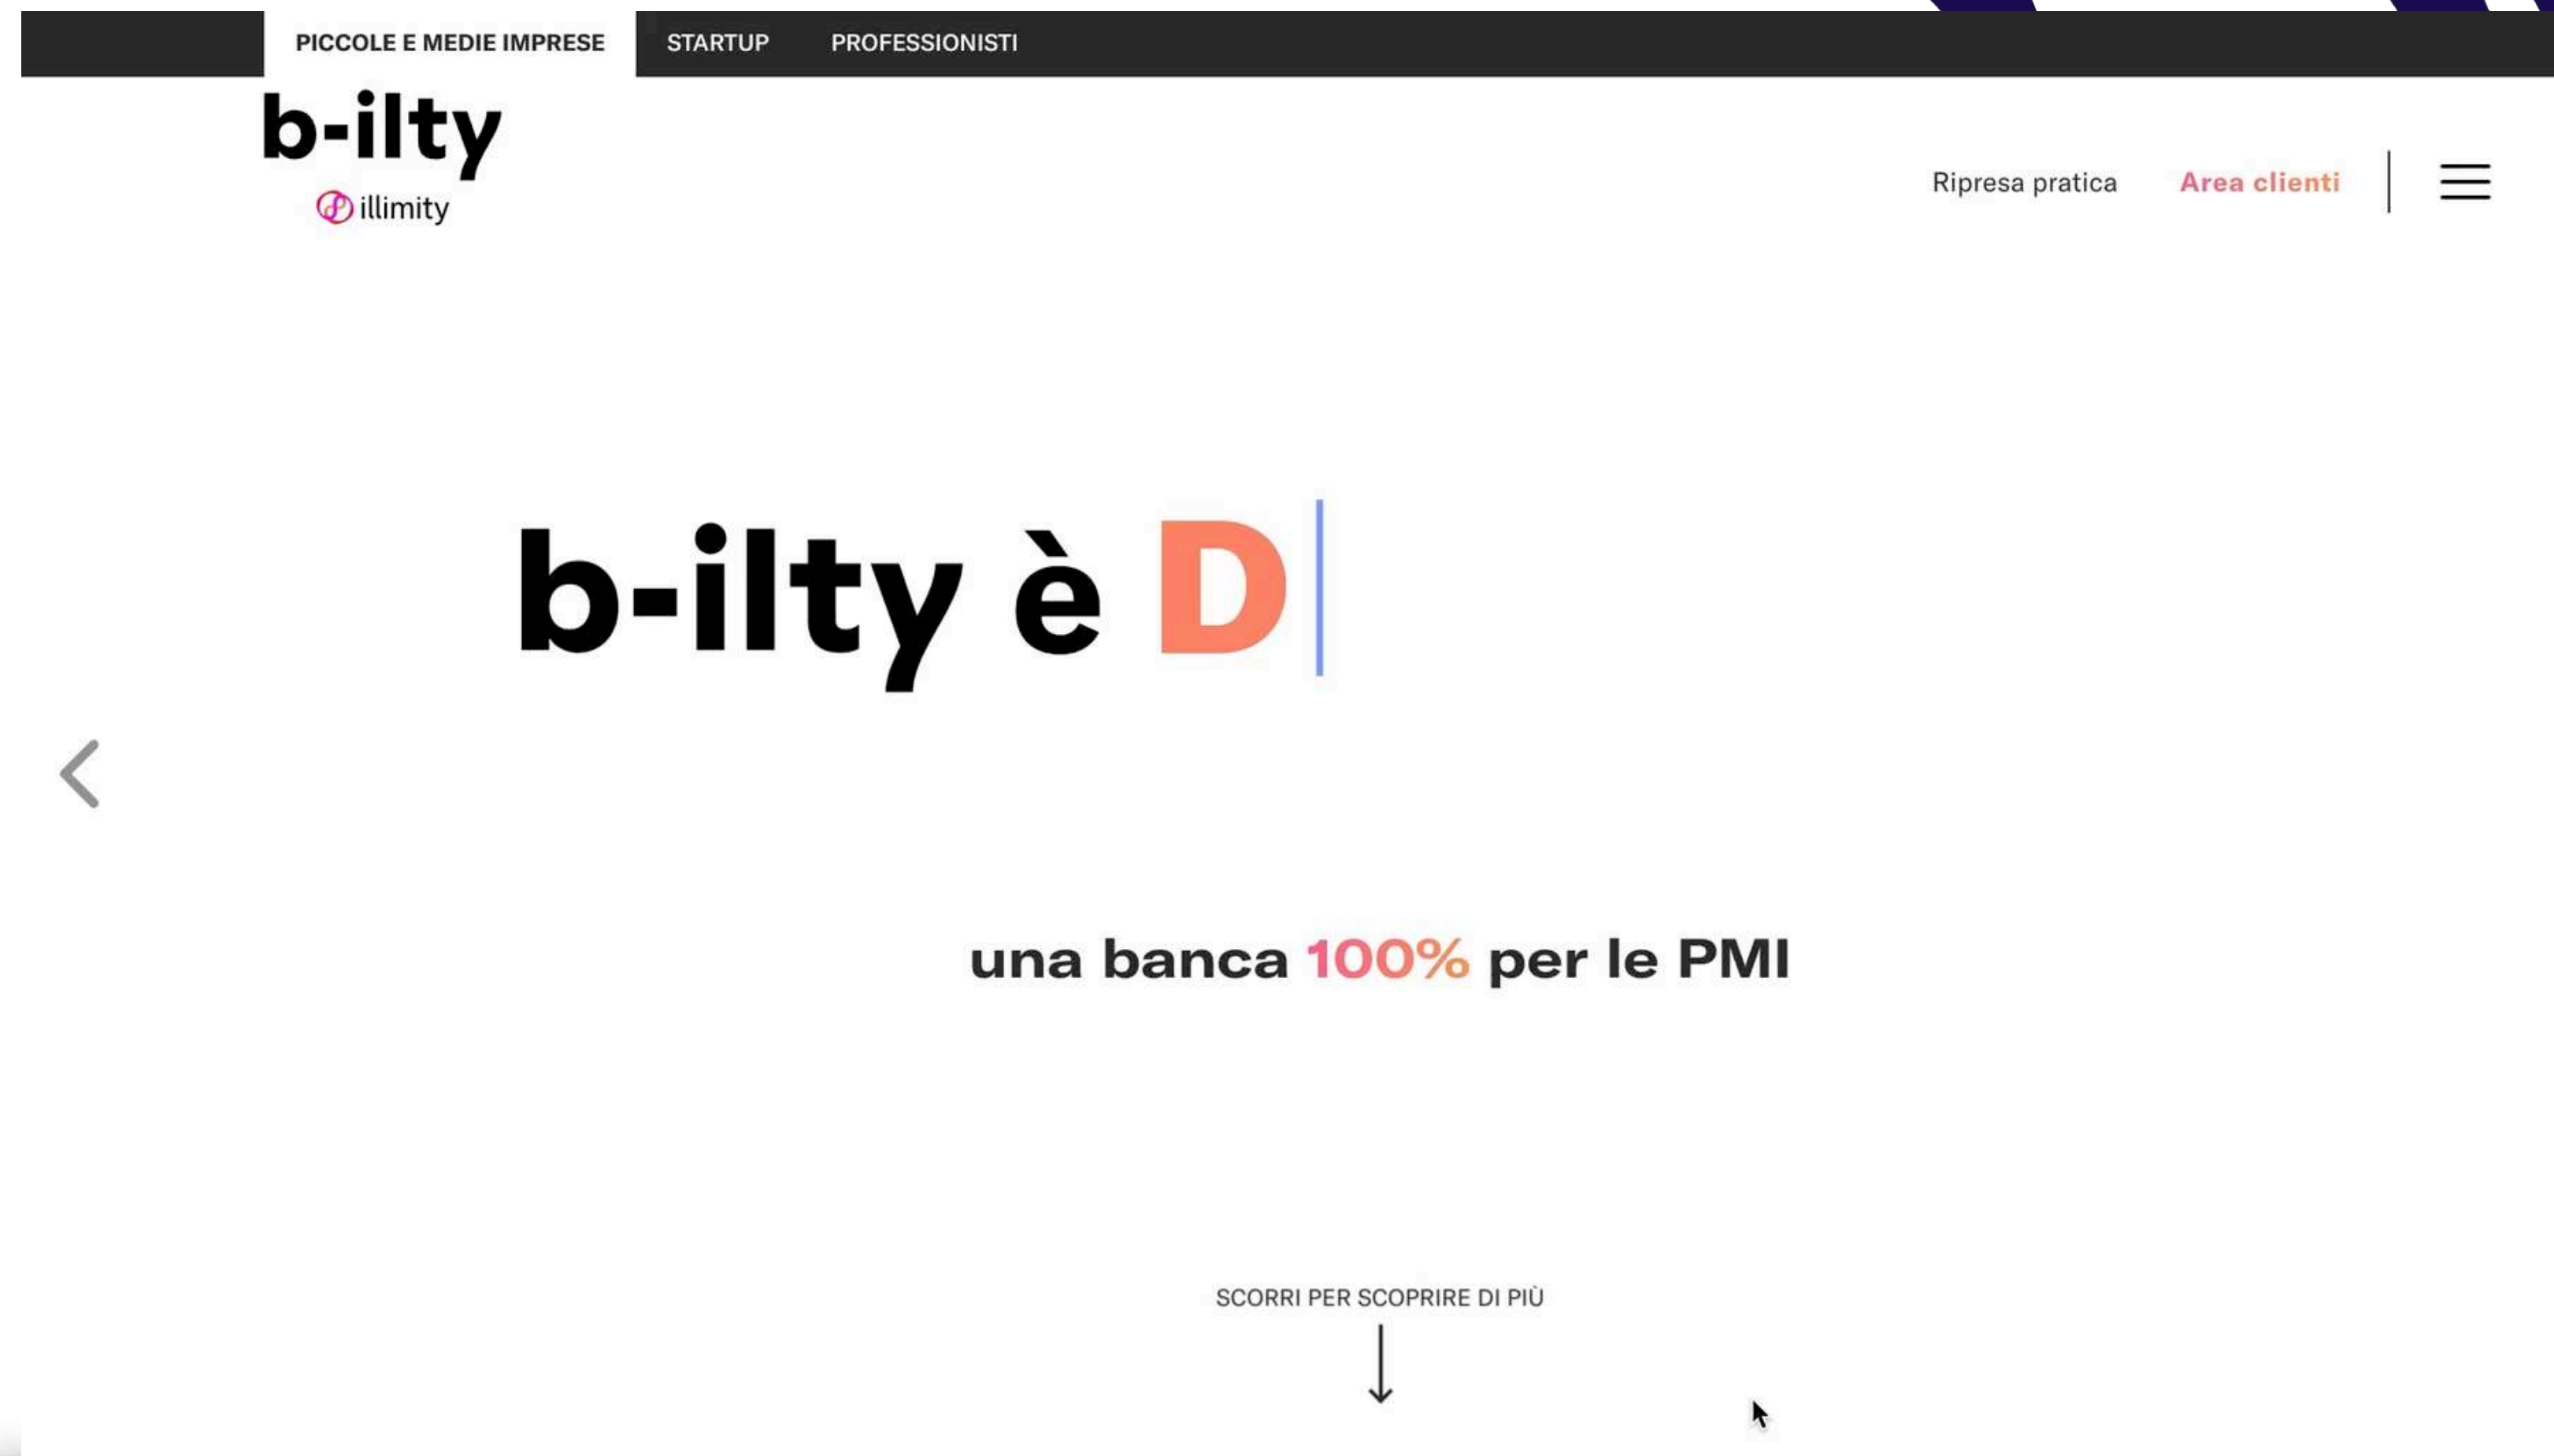 PICCOLE E MEDIE IMPRESE STARTUP PROFESSIONISTI
b-ilty
illimity
Ripresa pratica Area clienti
b-ilty è D
una banca 100% per le PMI
SCORRI PER SCOPRIRE DI PIÙ